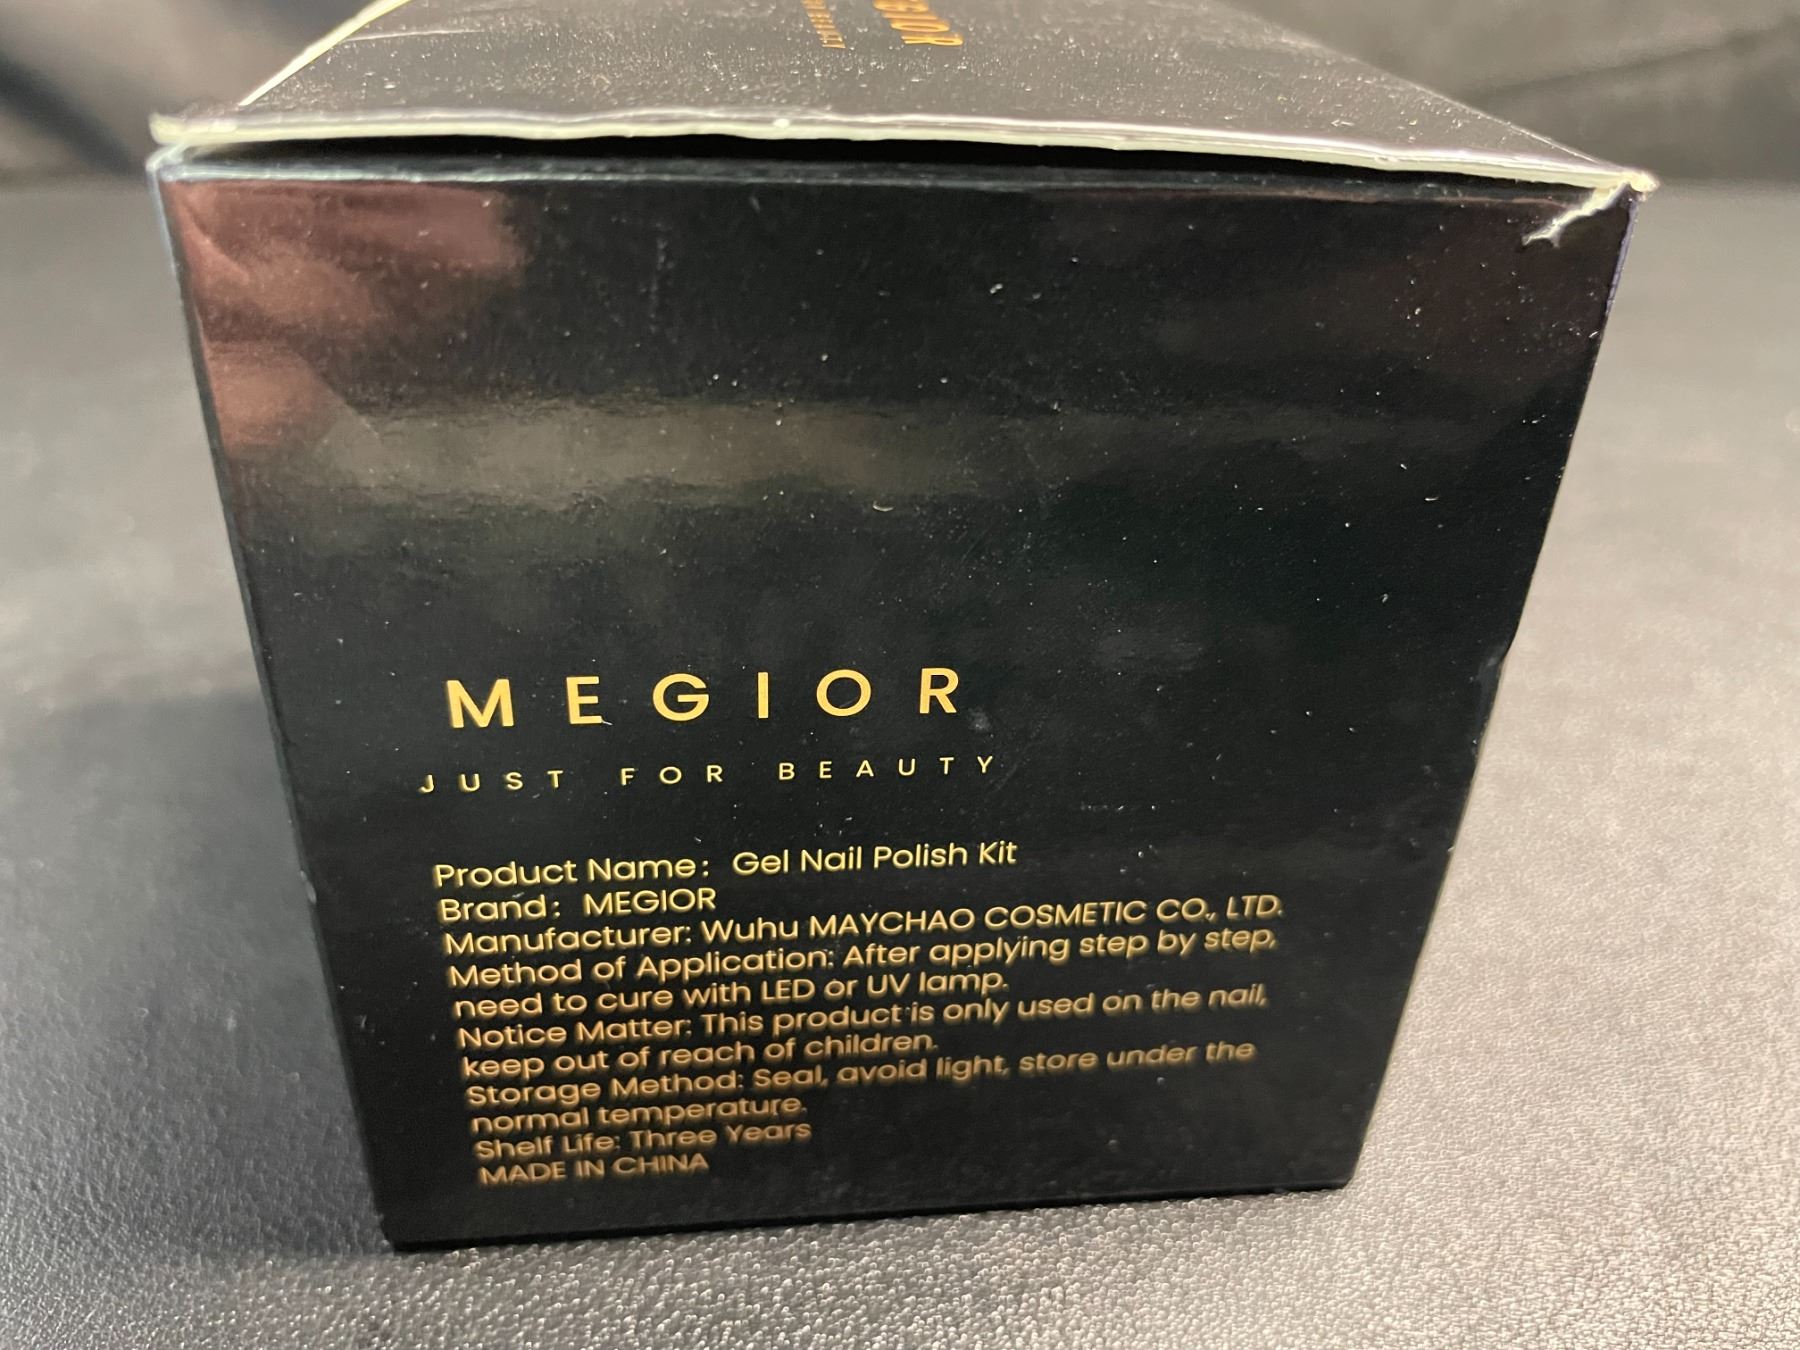 GIOR
MEGIOR
JUST FOR BEAUTY
Product Name： Gel Nail Polish Kit
Brand： MEGIOR
Manufacturer: Wuhu MAYCHAO COSMETIC CO., LTD.
Method of Application: After applying step by step,
need to cure with LED or UV lamp.
Notice Matter: This product is only used on the nail,
keep out of reach of children.
Storage Method: Seal, avoid light, store under the
normal temperature.
Shelf Life: Three Years
MADE IN CHINA